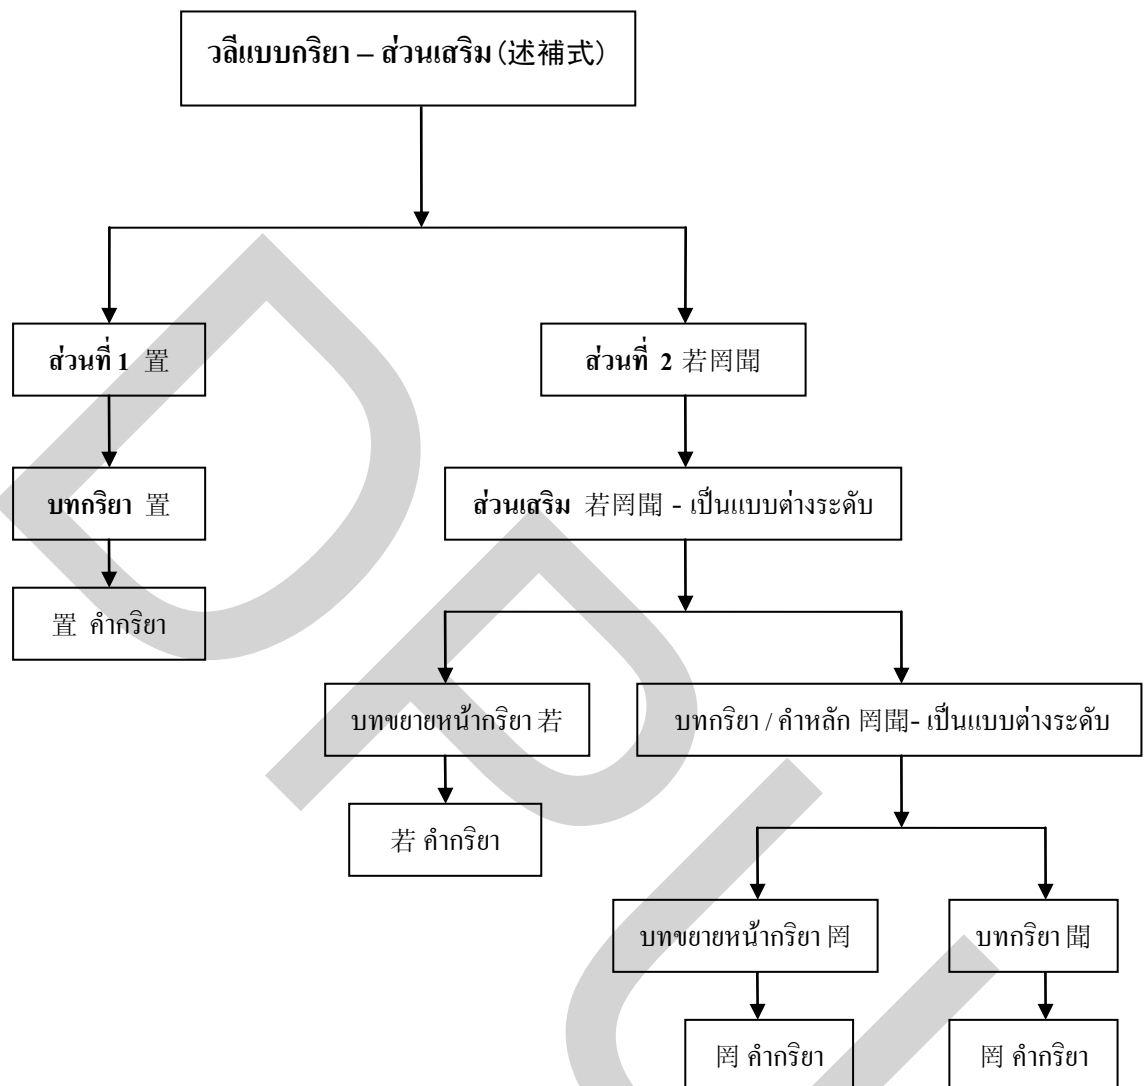 วลีแบบกริยา – ส่วนเสริม (述補式)
ส่วนที่ 1 置
ส่วนที่ 2 若罔聞
บทกริยา 置
ส่วนเสริม 若罔聞 - เป็นแบบต่างระดับ
置 คำกริยา
บทขยายหน้ากริยา 若
บทกริยา / คำหลัก 罔聞- เป็นแบบต่างระดับ
若 คำกริยา
บทขยายหน้ากริยา 罔
บทกริยา 聞
罔 คำกริยา
罔 คำกริยา
DPU